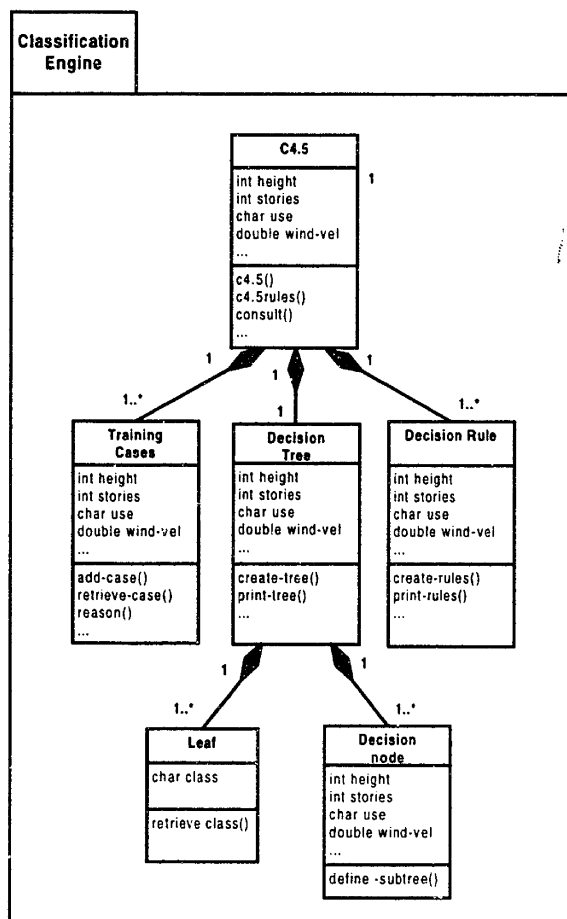 Classification
Engine
C4.5
int height
int stories
char use
double wind-vel
...
c4.5()
c4.5rules()
consult()
...
1
1
1
1
1..*
1
1..*
Training
Cases
int height
int stories
char use
double wind-vel
...
add-case()
retrieve-case()
reason()
...
Decision
Tree
int height
int stories
char use
double wind-vel
...
create-tree()
print-tree()
...
Decision Rule
int height
int stories
char use
double wind-vel
...
create-rules()
print-rules()
...
1
1
1..*
1..*
Leaf
char class
retrieve class()
Decision
node
int height
int stories
char use
double wind-vel
...
define -subtree()